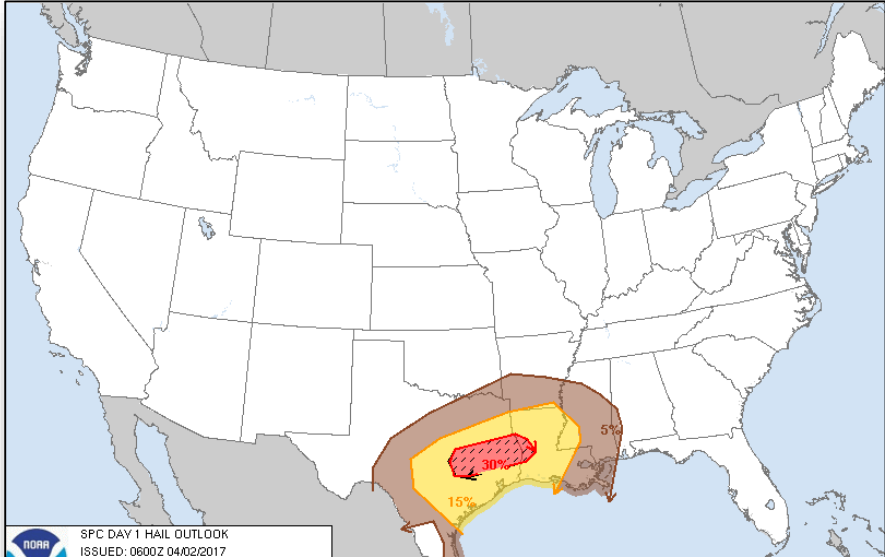 5%
30%
15%
NOAA
SPC DAY 1 HAIL OUTLOOK
ISSUED: 0600Z 04/02/2017